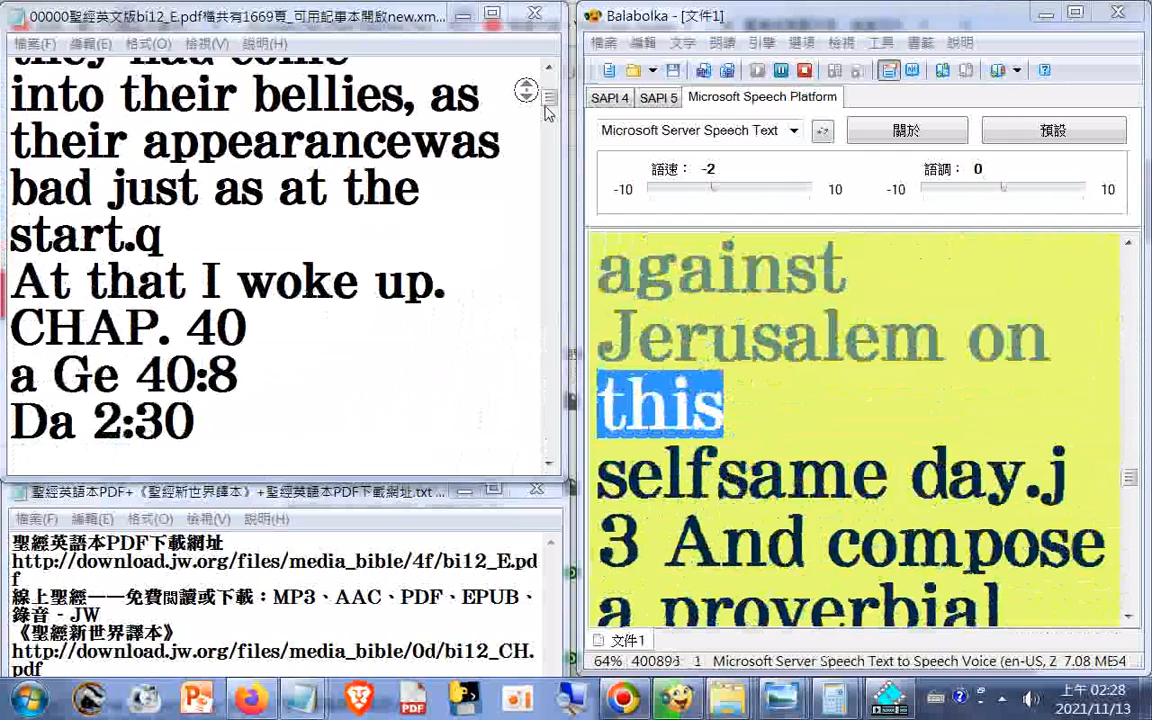 00000聖經英文版bi12_E.pdf檔共有1669頁_可用記事本開啟new.xm...
檔案(F) 編輯(E) 格式(O) 檢視(V) 說明(H)
they had come
into their bellies, as
their appearancewas
bad just as at the
start.q
At that I woke up.
CHAP. 40
a Ge 40:8
Da 2:30
聖經英語本PDF+《聖經新世界譯本》+聖經英語本PDF下載網址.txt ...
檔案(F) 編輯(E) 格式(O) 檢視(V) 說明(H)
聖經英語本PDF下載網址
http://download.jw.org/files/media_bible/4f/bi12_E.pd
f
線上聖經——免費閱讀或下載：MP3、AAC、PDF、EPUB、
錄音 - JW
《聖經新世界譯本》
http://download.jw.org/files/media_bible/0d/bi12_CH.
pdf
Balabolka - [文件1]
檔案 編輯 文字 朗讀 引擎 選項 檢視 工具 書籤 說明
SAPI 4 SAPI 5 Microsoft Speech Platform
Microsoft Server Speech Text 關於 預設
語速： -2 語調： 0
-10 10 -10 10
against
Jerusalem on
this
selfsame day.j
3 And compose
a proverbial
文件1
64% 400893 1 Microsoft Server Speech Text to Speech Voice (en-US, Z 7.08 ME54
上午 02:28
2021/11/13